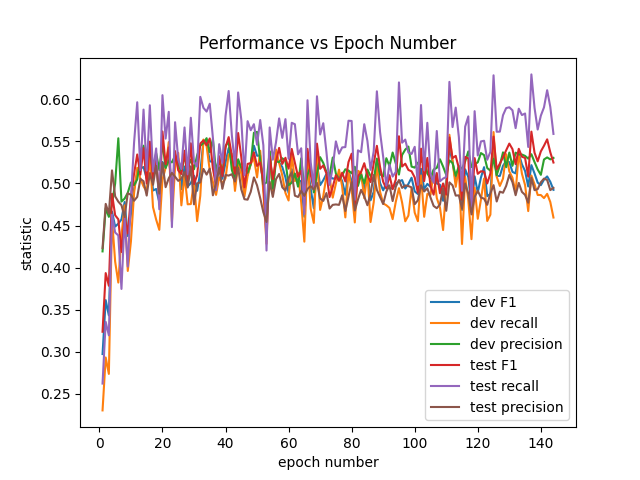 Performance vs Epoch Number
statistic
0.60
0.55
0.50
0.45
0.40
0.35
0.30
0.25
0 20 40 60 80 100 120 140
epoch number
dev F1
dev recall
dev precision
test F1
test recall
test precision